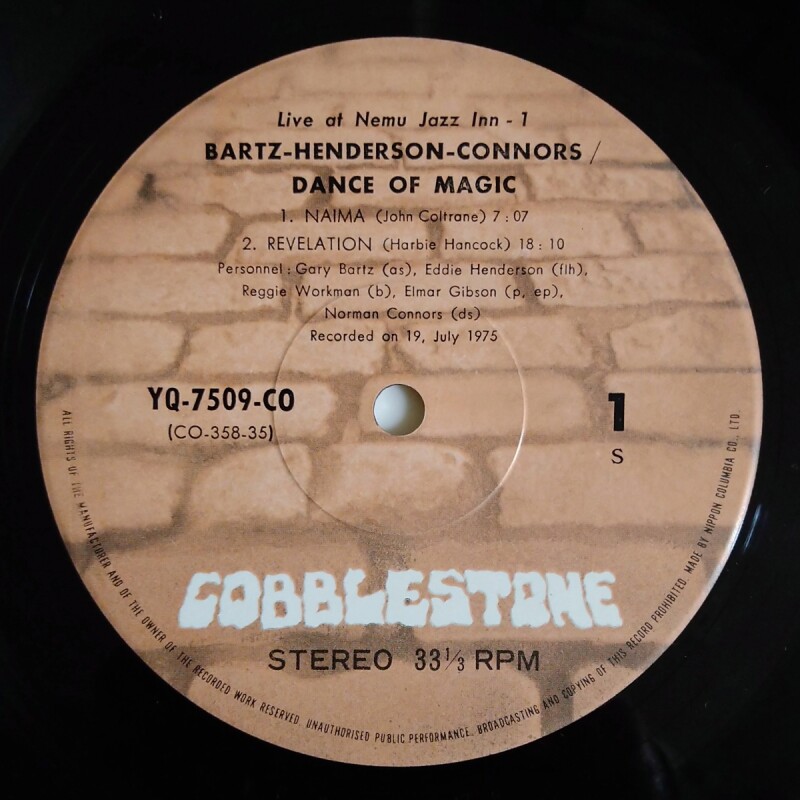 Live at Nemu Jazz Inn - 1
BARTZ-HENDERSON-CONNORS /
DANCE OF MAGIC
1. NAIMA (John Coltrane) 7 : 07
2. REVELATION (Harbie Hancock) 18 : 10
Personnel : Gary Bartz (as), Eddie Henderson (flh),
Reggie Workman (b), Elmar Gibson (p, ep),
Norman Connors (ds)
Recorded on 19, July 1975
YQ-7509-CO
(CO-358-35)
1
S
COBBLESTONE
STEREO 33 1/3 RPM
ALL RIGHTS OF THE MANUFACTURER AND OF THE OWNER OF THE RECORDED WORK RESERVED. UNAUTHORISED PUBLIC PERFORMANCE, BROADCASTING AND COPYING OF THIS RECORD PROHIBITED. MADE BY NIPPON COLUMBIA CO., LTD.